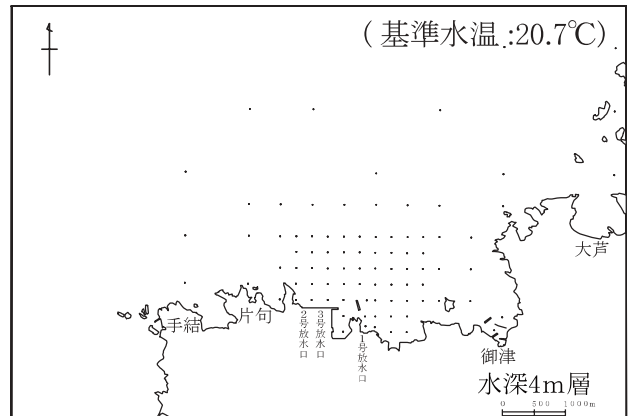 (基準水温:20.7℃)
大芦
手結
片句
2号放水口
3号放水口
1号放水口
御津
水深4m層
0 500 1000m